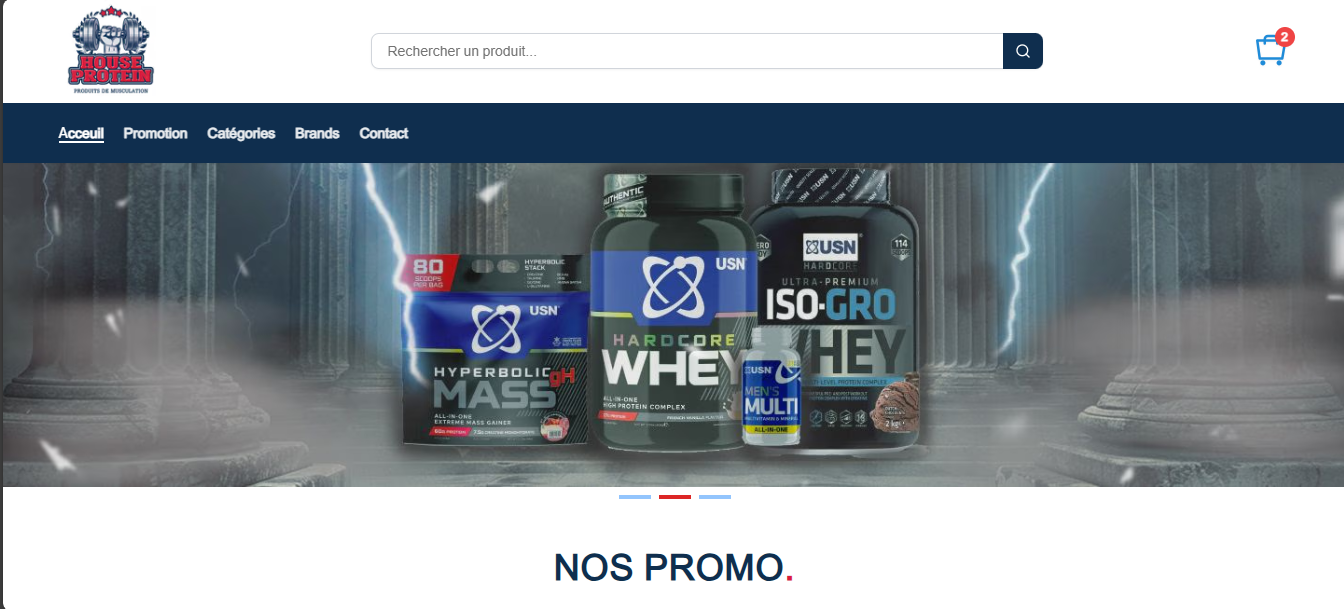 HOUSE
PROTEIN
PRODUITS DE MUSCULATION
Rechercher un produit...
2
Acceuil
Promotion
Catégories
Brands
Contact
80
SCOOPS
PER BAG
HYPERBOLIC
STACK
USN
HYPERBOLIC
MASS gH
ALL-IN-ONE
EXTREME MASS GAINER
AUTHENTIC
USN
HARDCORE
WHEY
ALL-IN-ONE
HIGH PROTEIN COMPLEX
USN
MEN'S
MULTI
ALL-IN-ONE
USN
HARDCORE
114
ULTRA-PREMIUM
ISO-GRO
WHEY
2 kg
NOS PROMO.